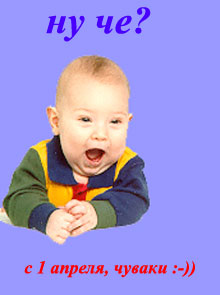 ну че?
с 1 апреля, чуваки :-))